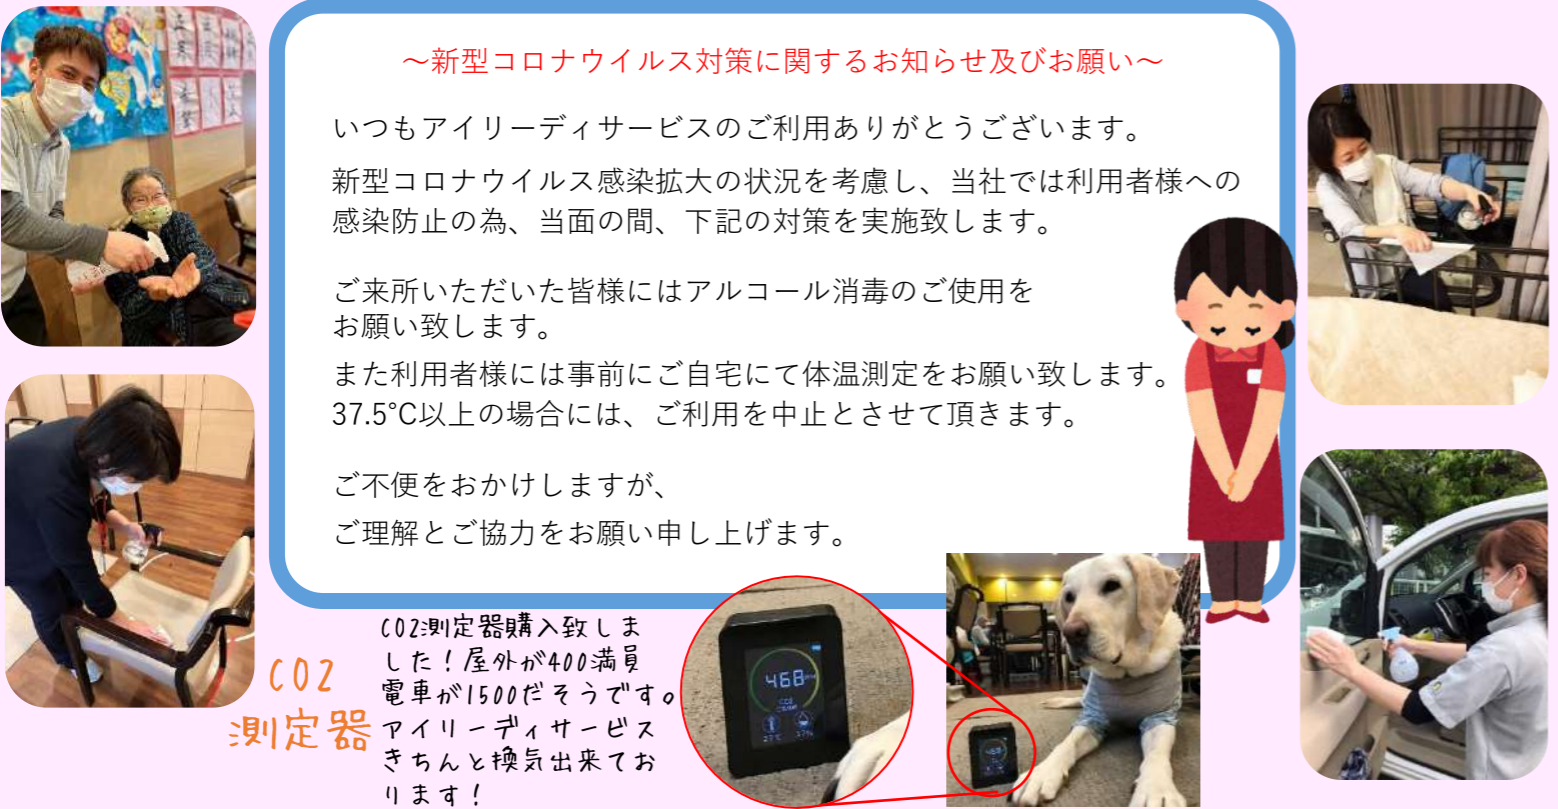 ～新型コロナウイルス対策に関するお知らせ及びお願い～
いつもアイリーディサービスのご利用ありがとうございます。
新型コロナウイルス感染拡大の状況を考慮し、当社では利用者様への
感染防止の為、当面の間、下記の対策を実施致します。
ご来所いただいた皆様にはアルコール消毒のご使用を
お願い致します。
また利用者様には事前にご自宅にて体温測定をお願い致します。
37.5℃以上の場合には、ご利用を中止とさせて頂きます。
ご不便をおかけしますが、
ご理解とご協力をお願い申し上げます。
CO2
測定器
CO2測定器購入致しま
した！屋外が400満員
電車が1500だそうです。
アイリーディサービス
きちんと換気出来てお
ります！
468
CO2
468